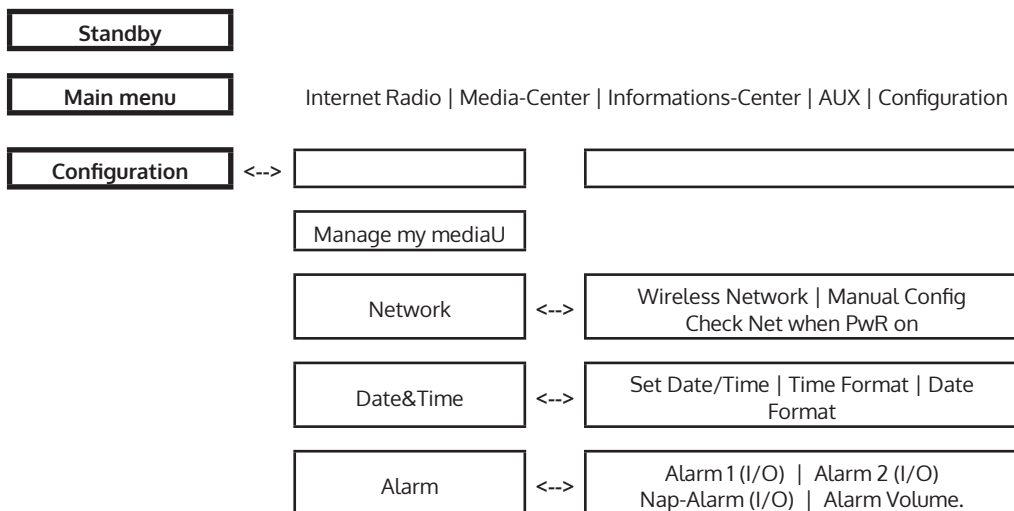 Standby
Main menu
Internet Radio | Media-Center | Informations-Center | AUX | Configuration
Configuration <-->
Manage my mediaU
Network <--> Wireless Network | Manual Config
Check Net when PwR on
Date&Time <--> Set Date/Time | Time Format | Date
Format
Alarm <--> Alarm 1 (I/O) | Alarm 2 (I/O)
Nap-Alarm (I/O) | Alarm Volume.